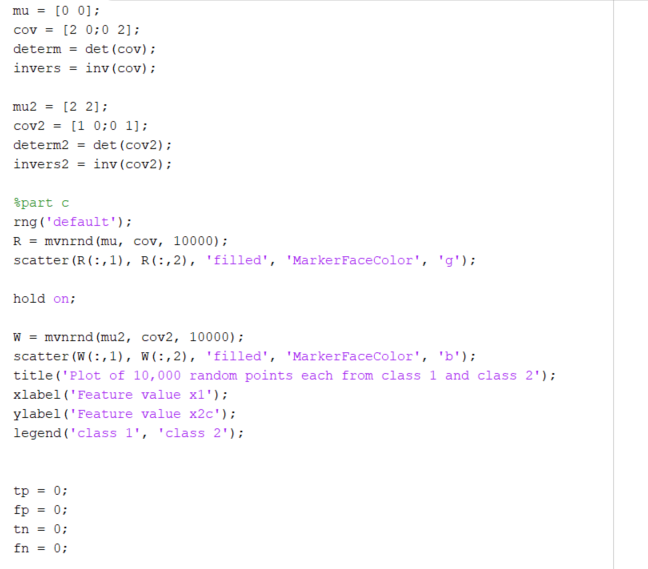 mu = [0 0];
cov = [2 0;0 2];
determ = det(cov);
invers = inv(cov);
mu2 = [2 2];
cov2 = [1 0;0 1];
determ2 = det(cov2);
invers2 = inv(cov2);
%part c
rng('default');
R = mvnrnd(mu, cov, 10000);
scatter(R(:,1), R(:,2), 'filled', 'MarkerFaceColor', 'g');
hold on;
W = mvnrnd(mu2, cov2, 10000);
scatter(W(:,1), W(:,2), 'filled', 'MarkerFaceColor', 'b');
title('Plot of 10,000 random points each from class 1 and class 2');
xlabel('Feature value x1');
ylabel('Feature value x2c');
legend('class 1', 'class 2');
tp = 0;
fp = 0;
tn = 0;
fn = 0;